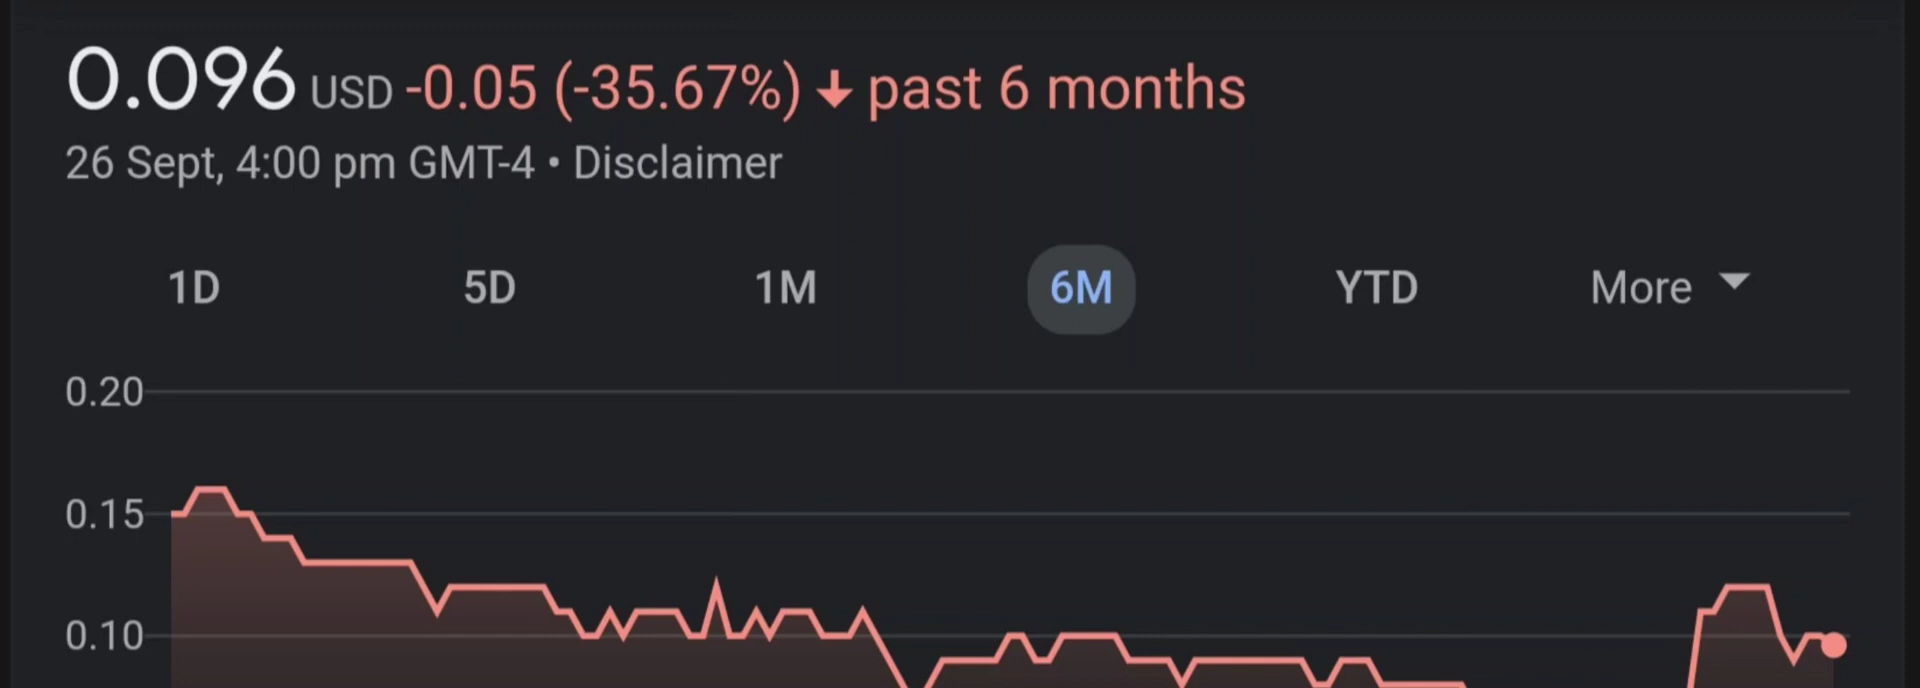 0.096 USD -0.05 (-35.67%) ↓ past 6 months
26 Sept, 4:00 pm GMT-4 • Disclaimer
1D 5D 1M 6M YTD More
0.20
0.15
0.10